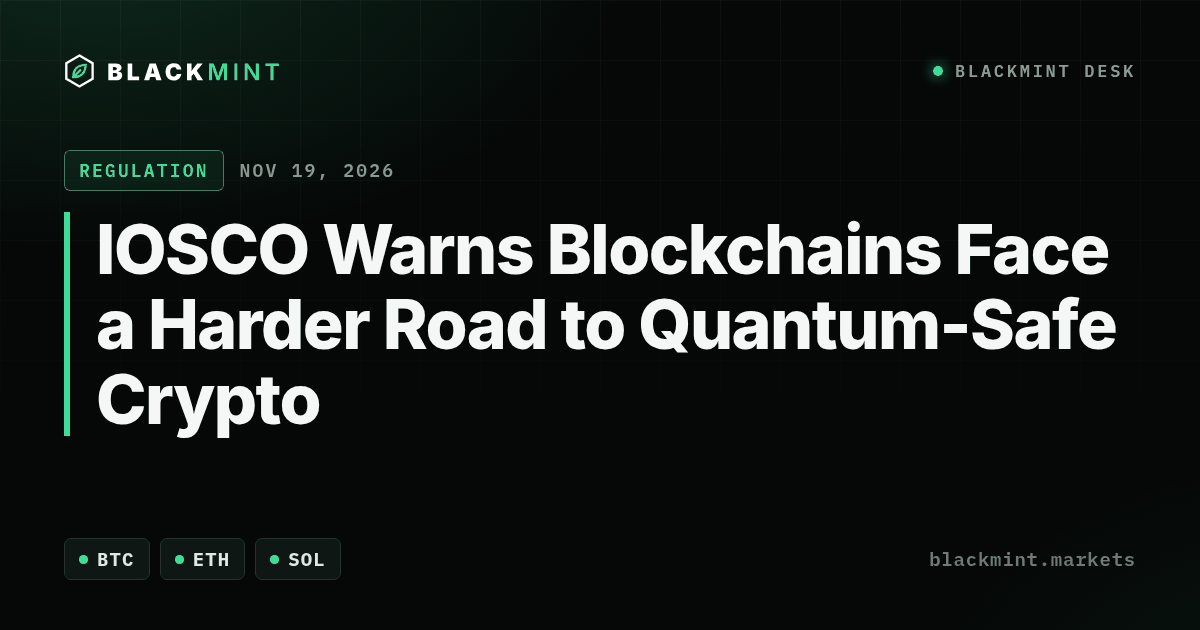 BLACKMINT
BLACKMINT DESK
REGULATION
NOV 19, 2026
IOSCO Warns Blockchains Face
a Harder Road to Quantum-Safe
Crypto
BTC
ETH
SOL
blackmint.markets